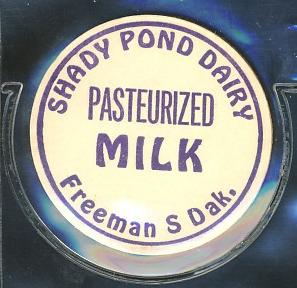 SHADY POND DAIRY
PASTEURIZED
MILK
Freeman S Dak.